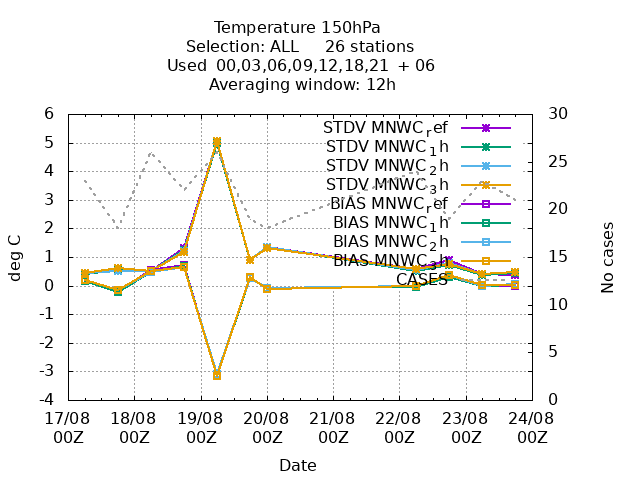 Temperature 150hPa
Selection: ALL 26 stations
Used 00,03,06,09,12,18,21 + 06
Averaging window: 12h
6
5
4
3
2
1
0
-1
-2
-3
-4
deg C
30
25
20
15
10
5
0
No cases
STDV MNWC_ref
STDV MNWC_1h
STDV MNWC_2h
STDV MNWC_3h
BIAS MNWC_ref
BIAS MNWC_1h
BIAS MNWC_2h
BIAS MNWC_3h
CASES
17/08 18/08 19/08 20/08 21/08 22/08 23/08 24/08
00Z 00Z 00Z 00Z 00Z 00Z 00Z 00Z
Date